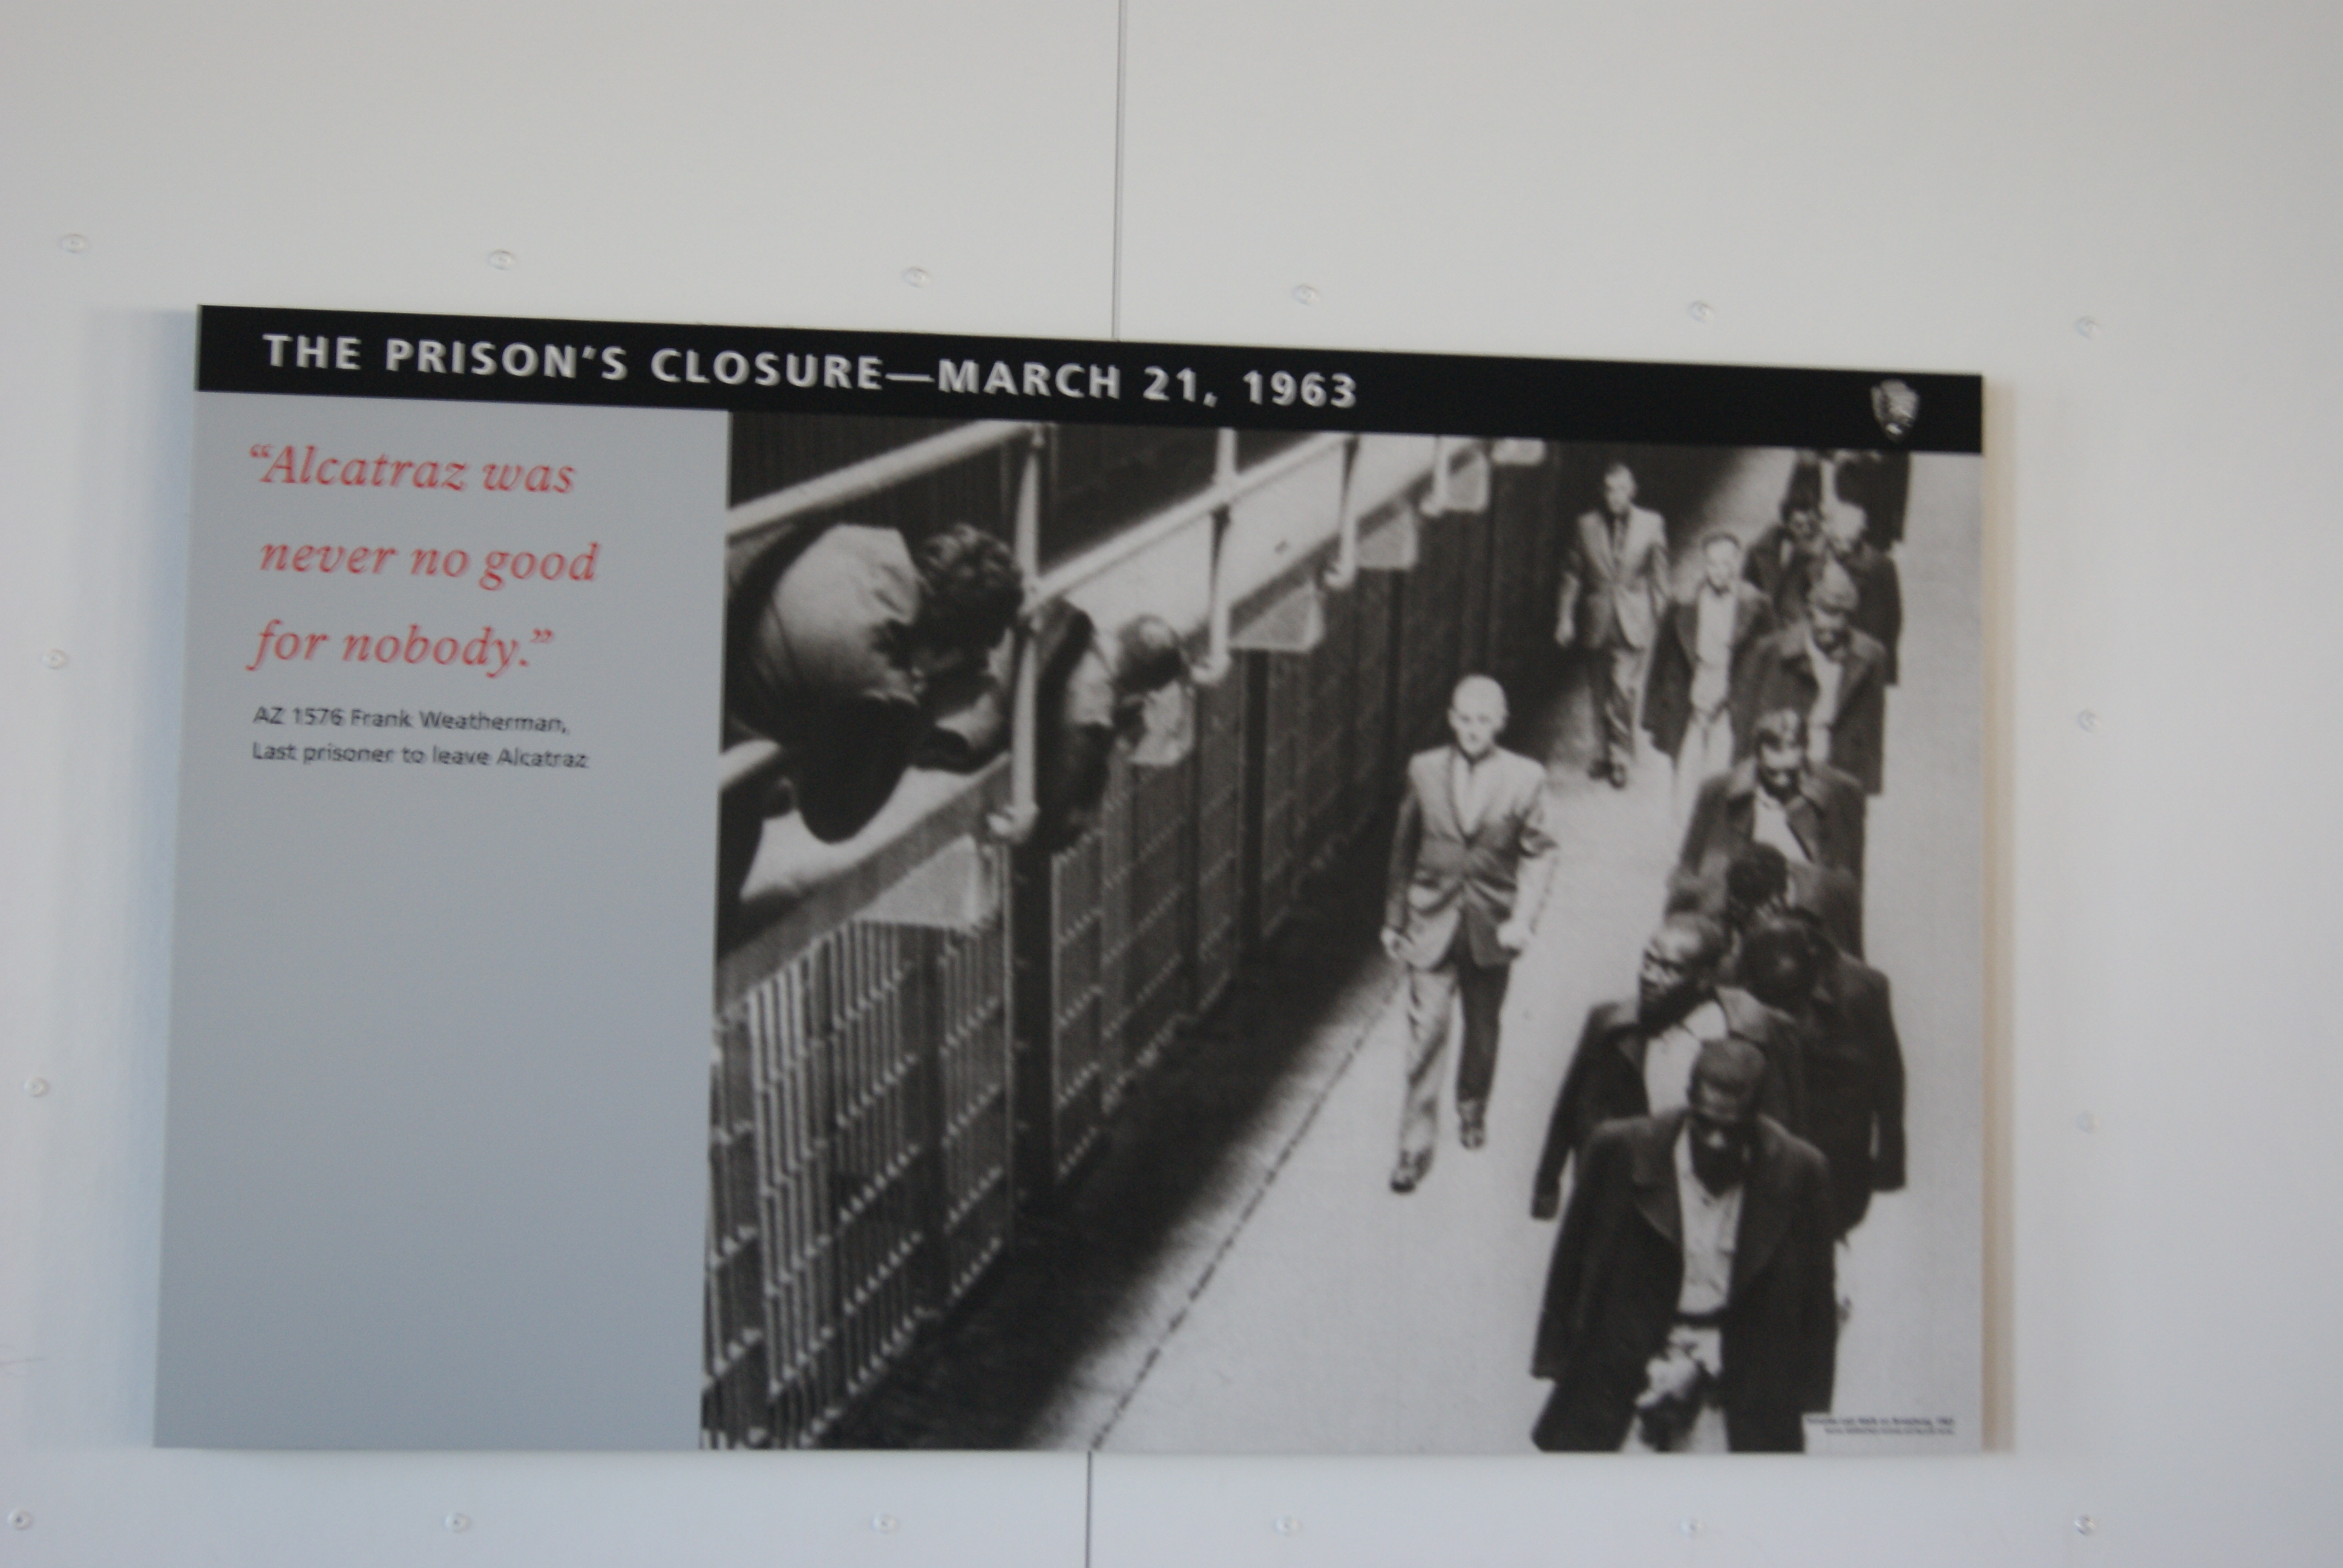 THE PRISON'S CLOSURE—MARCH 21, 1963
“Alcatraz was
never no good
for nobody.”
AZ 1576 Frank Weatherman,
Last prisoner to leave Alcatraz